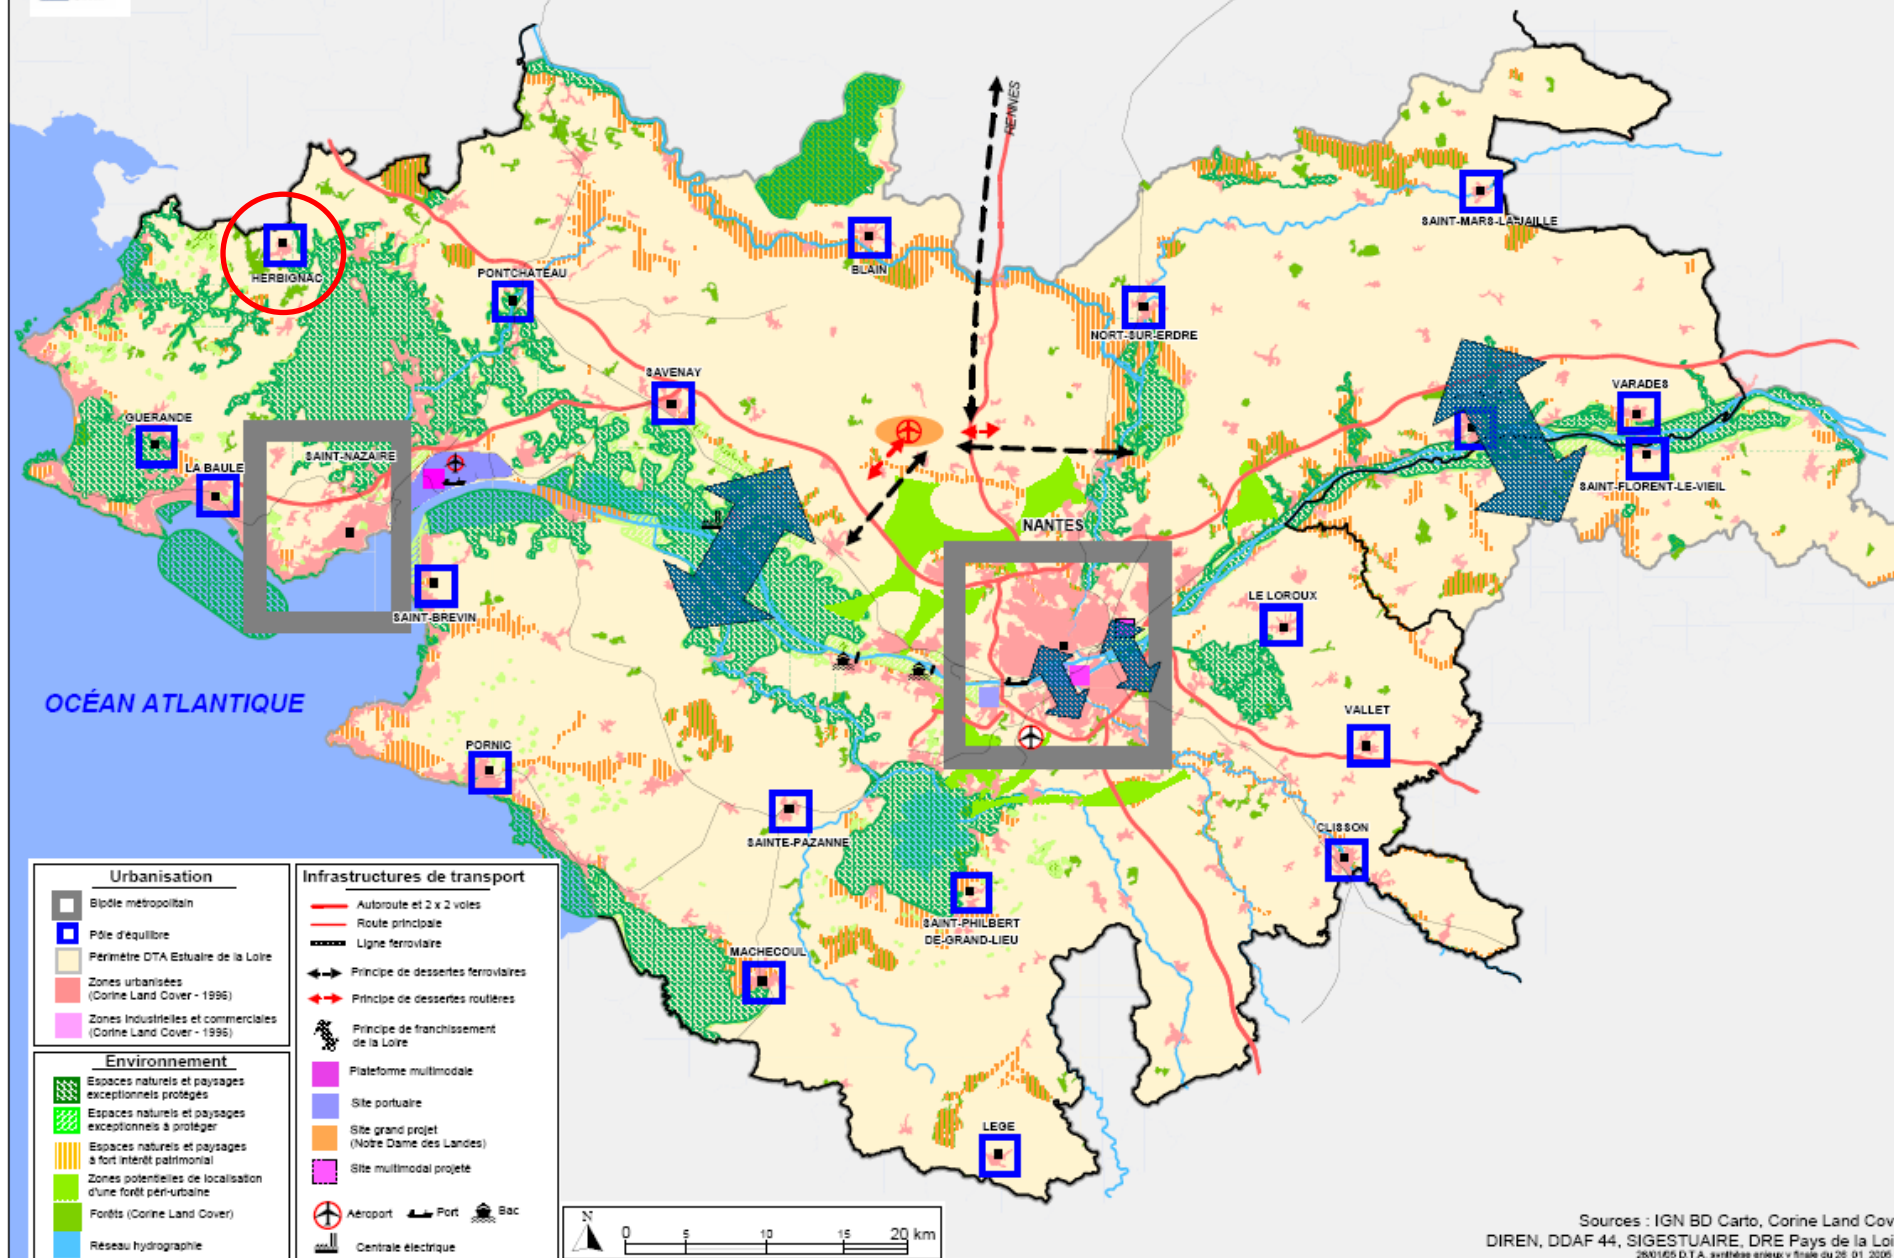 RENNES
SAINT-MARS-LA-JAILLE
HERBIGNAC
PONTCHATEAU
BLAIN
NORT-SUR-ERDRE
SAVENAY
VARADES
GUERANDE
SAINT-NAZAIRE
LA BAULE
SAINT-FLORENT-LE-VIEIL
NANTES
SAINT-BREVIN
LE LOROUX
OCÉAN ATLANTIQUE
VALLET
PORNIC
SAINTE-PAZANNE
CLISSON
SAINT-PHILBERT
DE-GRAND-LIEU
MACHECOUL
LEGE
Urbanisation
Bipôle métropolitain
Pôle d'équilibre
Périmètre DTA Estuaire de la Loire
Zones urbanisées
(Corine Land Cover - 1996)
Zones industrielles et commerciales
(Corine Land Cover - 1996)
Environnement
Espaces naturels et paysages
exceptionnels protégés
Espaces naturels et paysages
exceptionnels à protéger
Espaces naturels et paysages
à fort intérêt patrimonial
Zones potentielles de localisation
d'une forêt péri-urbaine
Forêts (Corine Land Cover)
Réseau hydrographie
Infrastructures de transport
Autoroute et 2 x 2 voies
Route principale
Ligne ferroviaire
Principe de dessertes ferroviaires
Principe de dessertes routières
Principe de franchissement
de la Loire
Plateforme multimodale
Site portuaire
Site grand projet
(Notre Dame des Landes)
Site multimodal projeté
Aéroport Port Bac
Centrale électrique
N
0 5 10 15 20 km
Sources : IGN BD Carto, Corine Land Cov
DIREN, DDAF 44, SIGESTUAIRE, DRE Pays de la Loi
D.T.A. synthèse enjeux v finale du